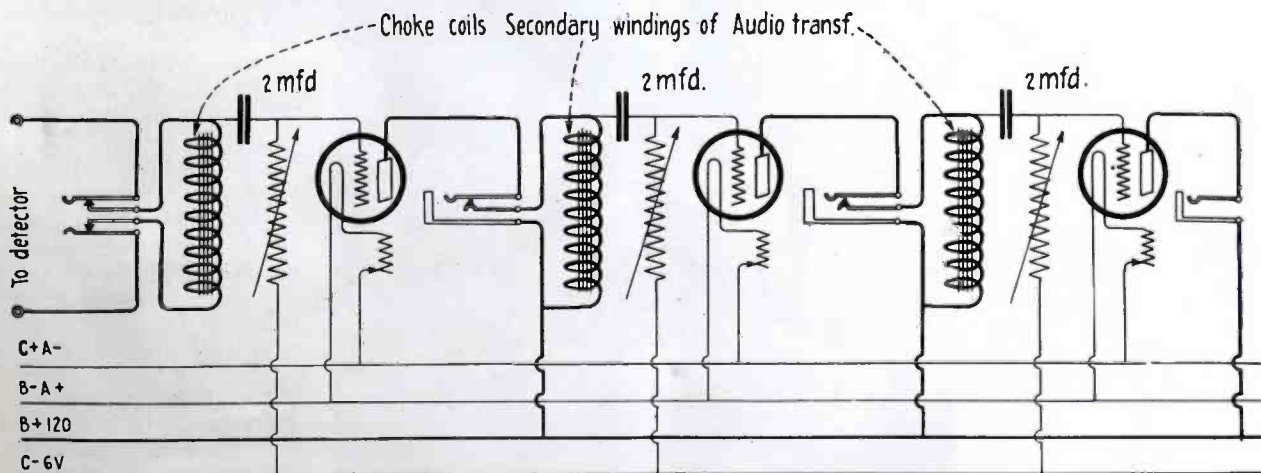 Choke coils Secondary windings of Audio transf.
2 mfd
2 mfd.
2 mfd.
To detector
C+A-
B-A+
B+120
C-6V